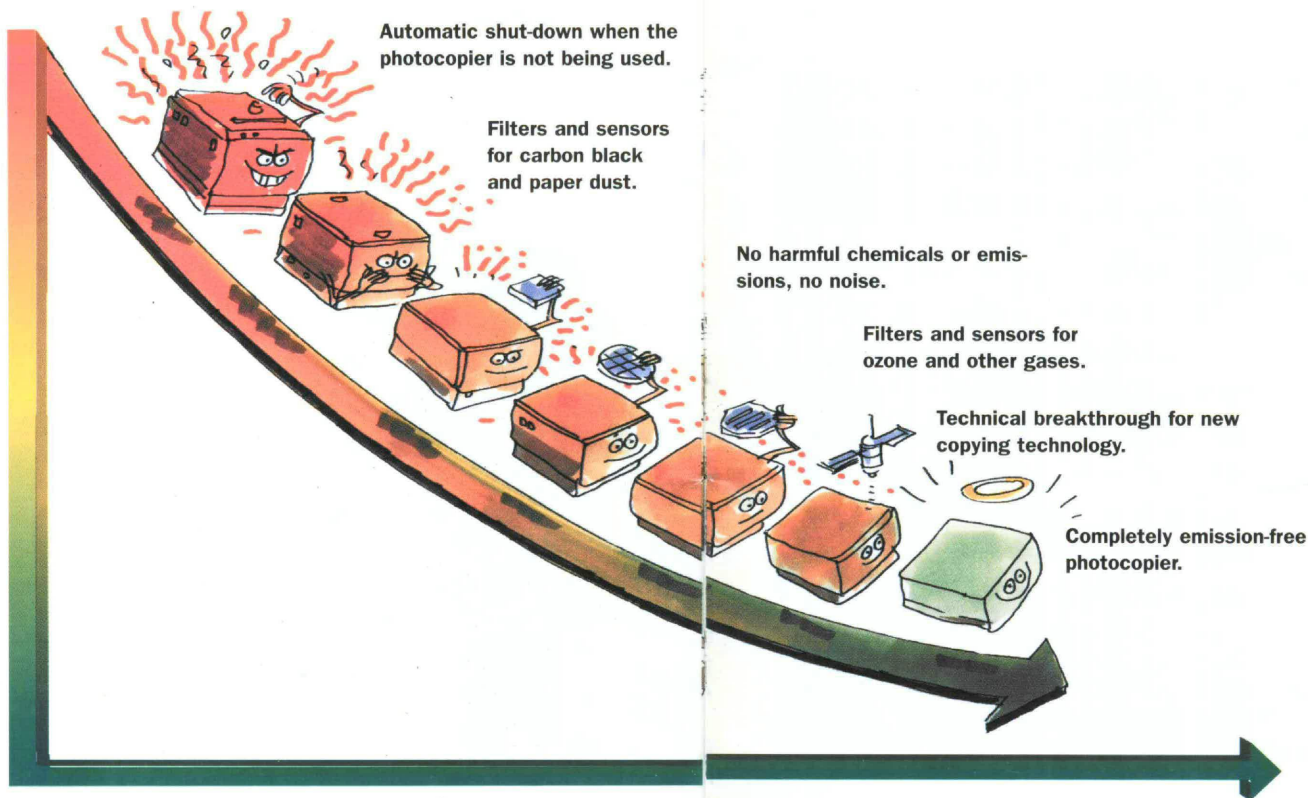 Automatic shut-down when the
photocopier is not being used.
Filters and sensors
for carbon black
and paper dust.
No harmful chemicals or emis-
sions, no noise.
Filters and sensors for
ozone and other gases.
Technical breakthrough for new
copying technology.
Completely emission-free
photocopier.